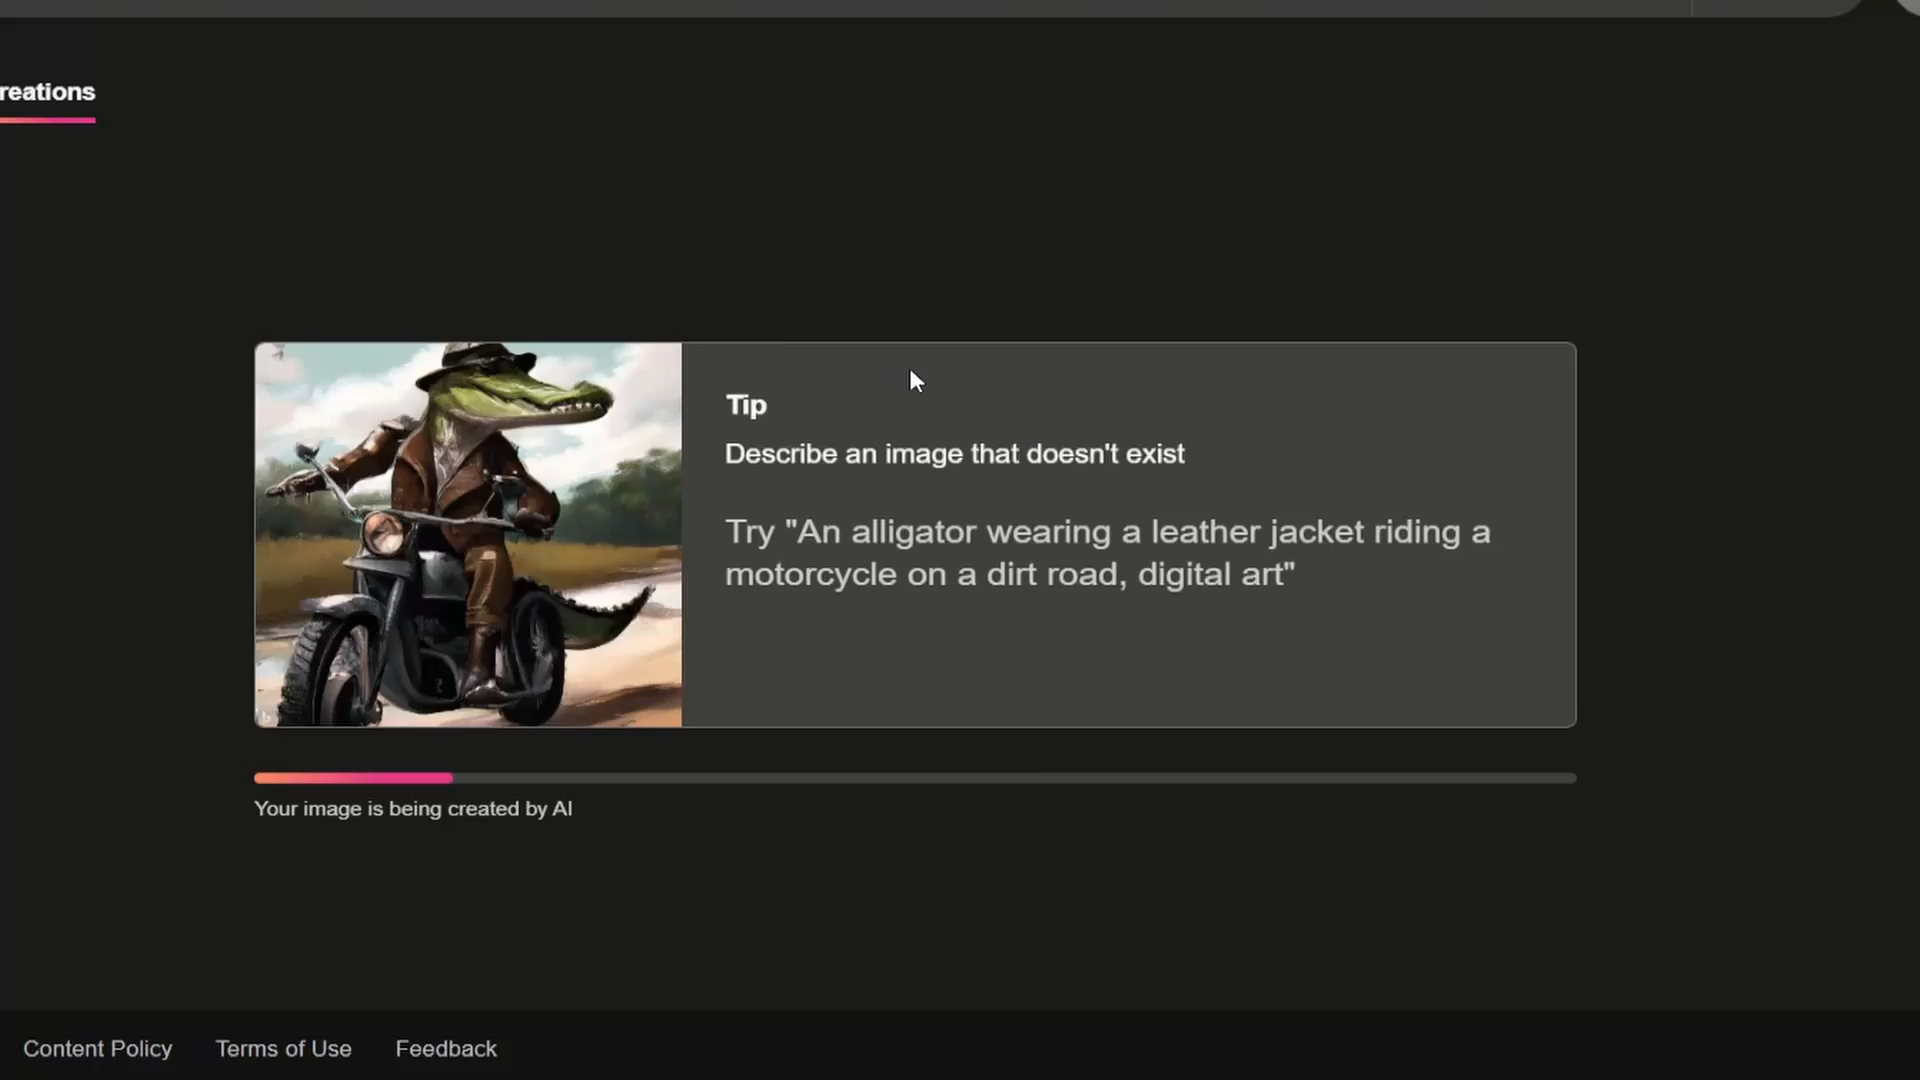 reations
Tip
Describe an image that doesn't exist
Try "An alligator wearing a leather jacket riding a
motorcycle on a dirt road, digital art"
Your image is being created by AI
Content Policy
Terms of Use
Feedback